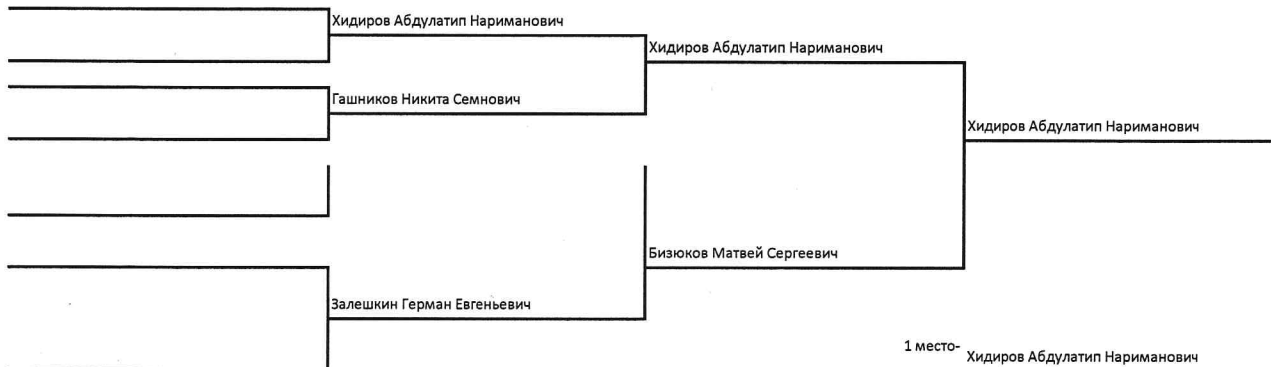 Хидиров Абдулатип Нариманович
Хидиров Абдулатип Нариманович
Гашников Никита Семнович
Хидиров Абдулатип Нариманович
Бизюков Матвей Сергеевич
Залешкин Герман Евгеньевич
1 место-
Хидиров Абдулатип Нариманович